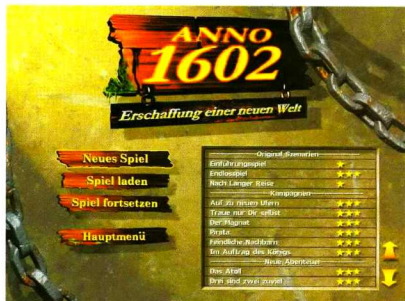 ANNO
1602
Erschaffung einer neuen Welt
Neues Spiel
Spiel laden
Spiel fortsetzen
Hauptmenü
Original Szenarien
Einführungsspiel
Endlosspiel
Nach Langer Reise
Kampagnen
Auf zu neuen Ufern
Traue nur Dir selbst
Der Magnat
Pirata
Feindliche Nachbarn
Im Auftrag des Königs
Neue Abenteuer
Das Atoll
Drei sind zwei zuviel